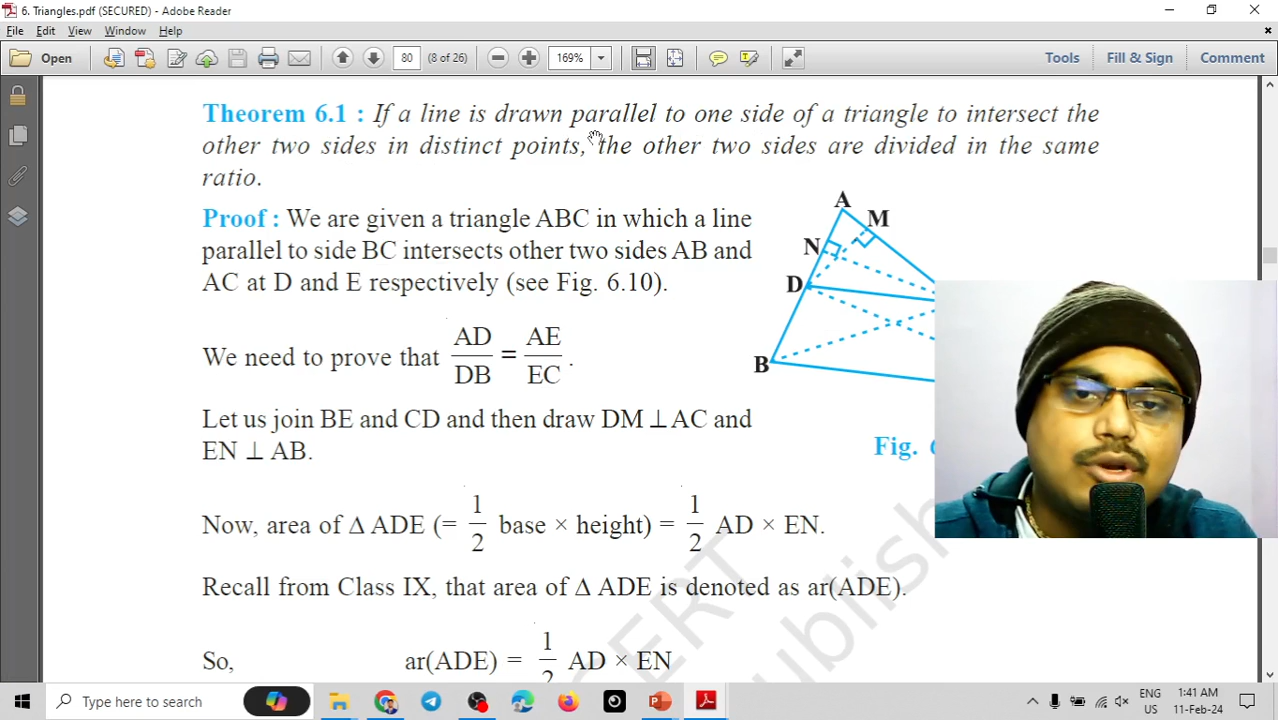 6. Triangles.pdf (SECURED) - Adobe Reader
File Edit View Window Help
Open 80 (8 of 26) 169% Tools Fill & Sign Comment
Theorem 6.1 : If a line is drawn parallel to one side of a triangle to intersect the
other two sides in distinct points, the other two sides are divided in the same
ratio.
Proof : We are given a triangle ABC in which a line
parallel to side BC intersects other two sides AB and
AC at D and E respectively (see Fig. 6.10).
We need to prove that AD/DB = AE/EC .
Let us join BE and CD and then draw DM ⊥ AC and
EN ⊥ AB.
A
M
N
D
B
Fig.
Now, area of Δ ADE (= 1/2 base × height) = 1/2 AD × EN.
Recall from Class IX, that area of Δ ADE is denoted as ar(ADE).
So, ar(ADE) = 1/2 AD × EN
Type here to search
ENG
US
1:41 AM
11-Feb-24